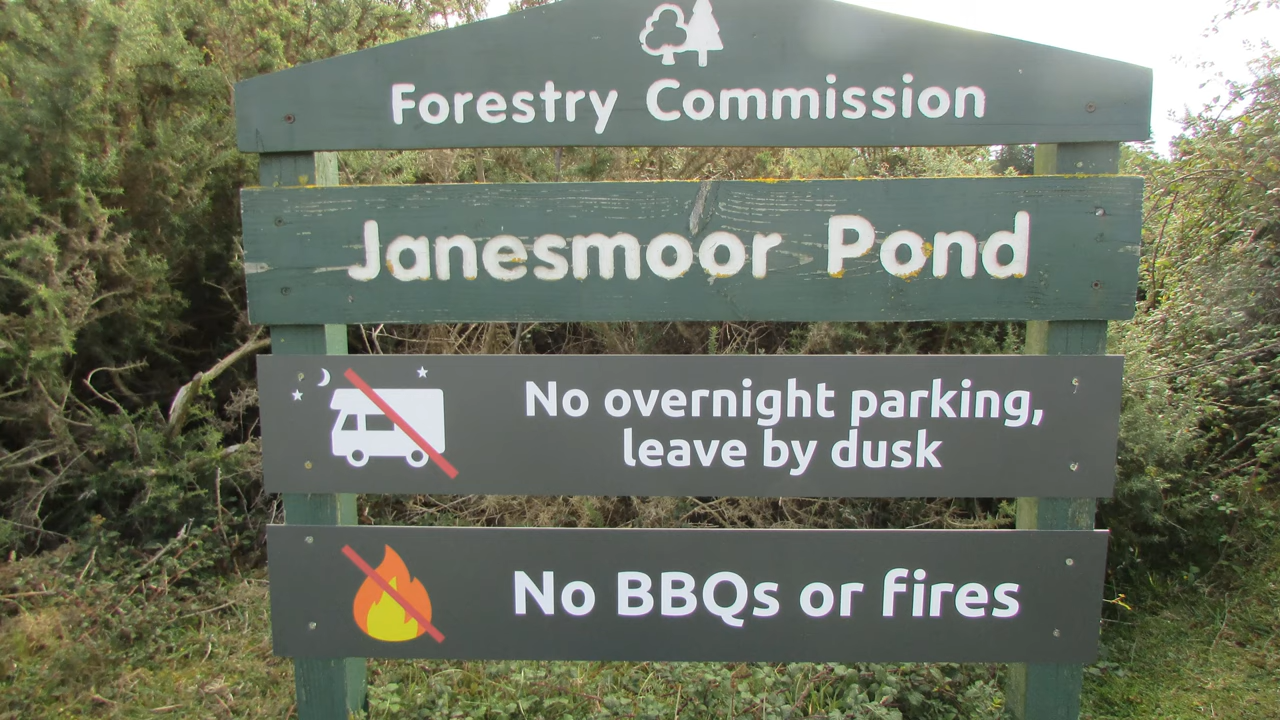 Forestry Commission
Janesmoor Pond
No overnight parking,
leave by dusk
No BBQs or fires